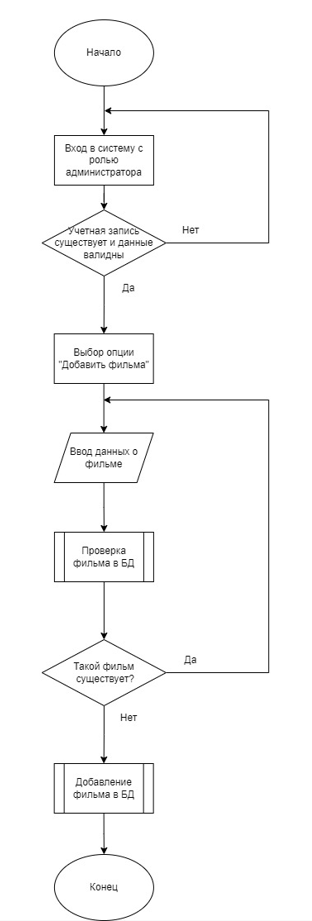 Начало
Вход в систему с
ролью
администратора
Учетная запись
существует и данные
валидны
Нет
Да
Выбор опции
"Добавить фильма"
Ввод данных о
фильме
Проверка
фильма в БД
Такой фильм
существует?
Да
Нет
Добавление
фильма в БД
Конец